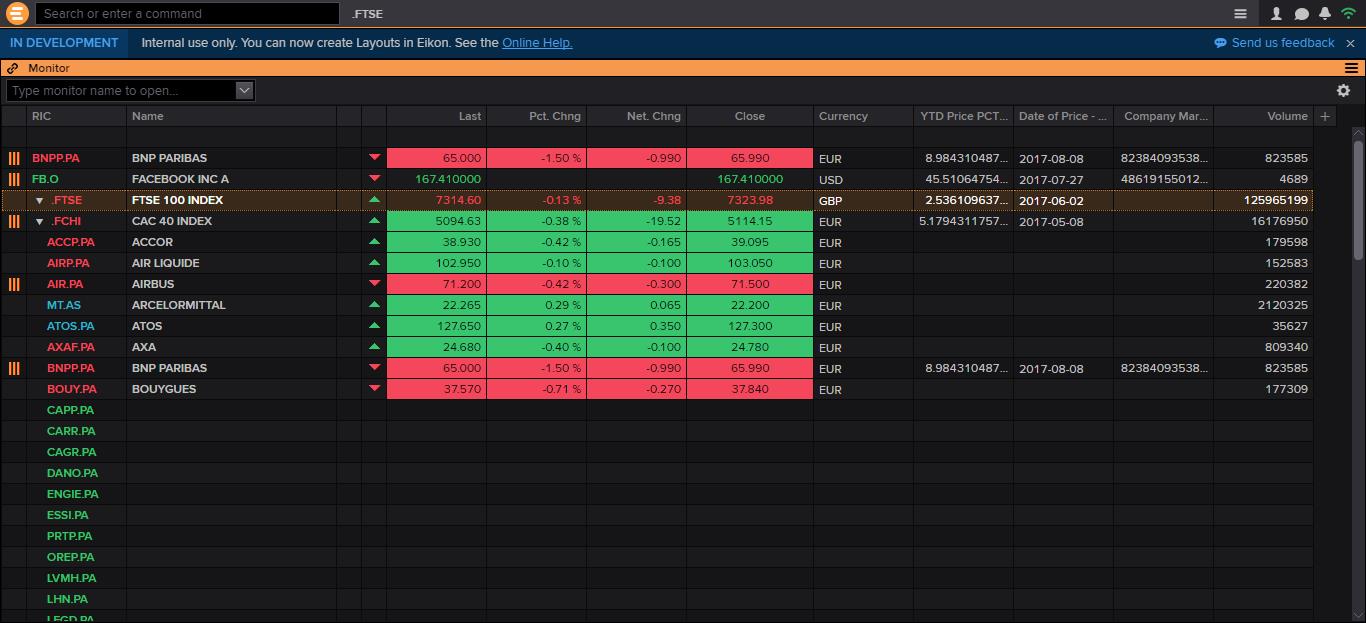 Search or enter a command .FTSE
IN DEVELOPMENT Internal use only. You can now create Layouts in Eikon. See the Online Help. Send us feedback
Monitor
Type monitor name to open...
RIC Name Last Pct. Chng Net. Chng Close Currency YTD Price PCT... Date of Price - ... Company Mar... Volume +
BNPP.PA BNP PARIBAS 65.000 -1.50 % -0.990 65.990 EUR 8.984310487... 2017-08-08 82384093538... 823585
FB.O FACEBOOK INC A 167.410000 167.410000 USD 45.51064754... 2017-07-27 48619155012... 4689
.FTSE FTSE 100 INDEX 7314.60 -0.13 % -9.38 7323.98 GBP 2.536109637... 2017-06-02 125965199
.FCHI CAC 40 INDEX 5094.63 -0.38 % -19.52 5114.15 EUR 5.1794311757... 2017-05-08 16176950
ACCP.PA ACCOR 38.930 -0.42 % -0.165 39.095 EUR 179598
AIRP.PA AIR LIQUIDE 102.950 -0.10 % -0.100 103.050 EUR 152583
AIR.PA AIRBUS 71.200 -0.42 % -0.300 71.500 EUR 220382
MT.AS ARCELORMITTAL 22.265 0.29 % 0.065 22.200 EUR 2120325
ATOS.PA ATOS 127.650 0.27 % 0.350 127.300 EUR 35627
AXAF.PA AXA 24.680 -0.40 % -0.100 24.780 EUR 809340
BNPP.PA BNP PARIBAS 65.000 -1.50 % -0.990 65.990 EUR 8.984310487... 2017-08-08 82384093538... 823585
BOUY.PA BOUYGUES 37.570 -0.71 % -0.270 37.840 EUR 177309
CAPP.PA
CARR.PA
CAGR.PA
DANO.PA
ENGIE.PA
ESSI.PA
PRTP.PA
OREP.PA
LVMH.PA
LHN.PA
LEGD.PA